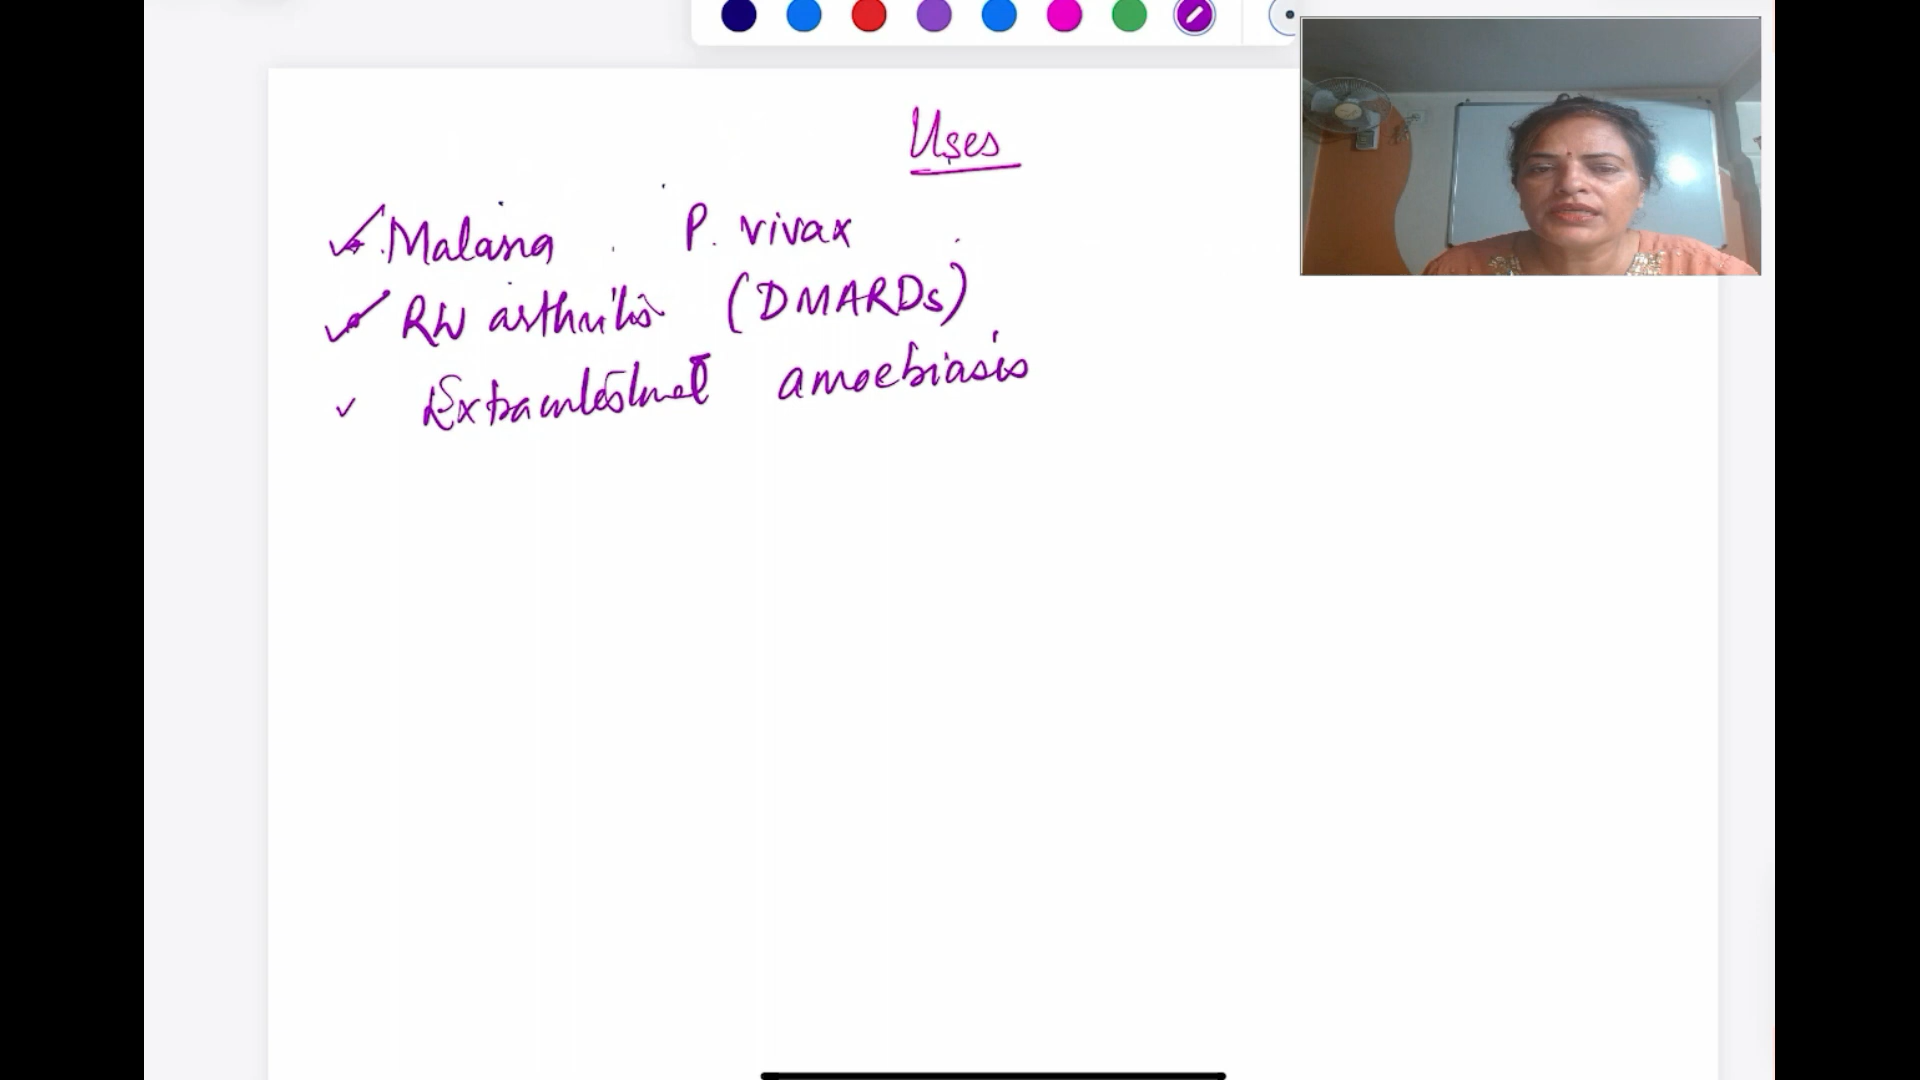 Uses
Malaria P. vivax
Rh arthritis (DMARDs)
Extraintestinal amoebiasis